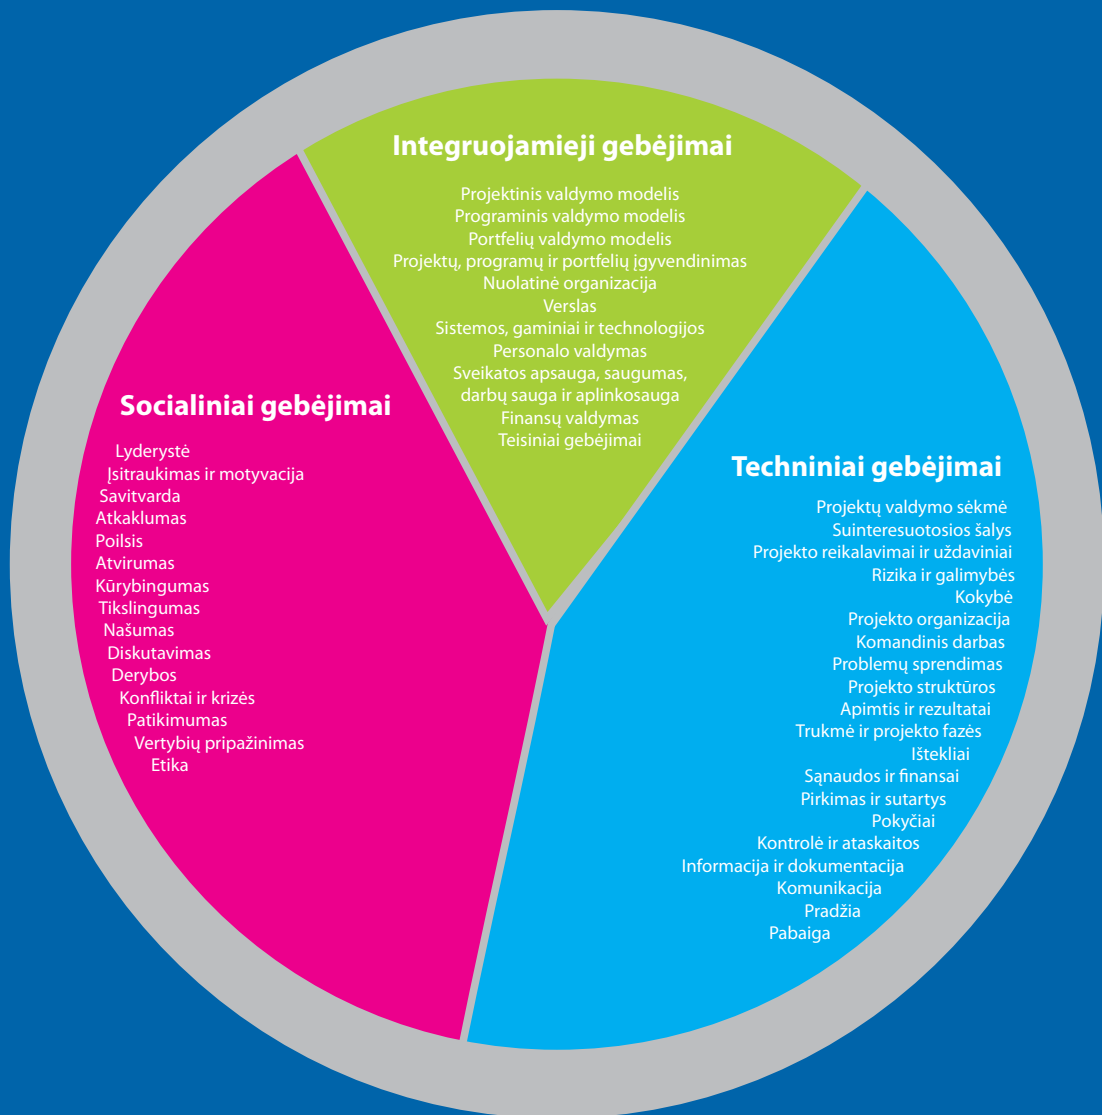 Integruojamieji gebėjimai
Projektinis valdymo modelis
Programinis valdymo modelis
Portfelių valdymo modelis
Projektų, programų ir portfelių įgyvendinimas
Nuolatinė organizacija
Verslas
Sistemos, gaminiai ir technologijos
Personalo valdymas
Sveikatos apsauga, saugumas,
darbų sauga ir aplinkosauga
Finansų valdymas
Teisiniai gebėjimai
Socialiniai gebėjimai
Lyderystė
Įsitraukimas ir motyvacija
Savitvarda
Atkaklumas
Poilsis
Atvirumas
Kūrybingumas
Tikslingumas
Našumas
Diskutavimas
Derybos
Konfliktai ir krizės
Patikimumas
Vertybių pripažinimas
Etika
Techniniai gebėjimai
Projektų valdymo sėkmė
Suinteresuotosios šalys
Projekto reikalavimai ir uždaviniai
Rizika ir galimybės
Kokybė
Projekto organizacija
Komandinis darbas
Problemų sprendimas
Projekto struktūros
Apimtis ir rezultatai
Trukmė ir projekto fazės
Ištekliai
Sąnaudos ir finansai
Pirkimas ir sutartys
Pokyčiai
Kontrolė ir ataskaitos
Informacija ir dokumentacija
Komunikacija
Pradžia
Pabaiga